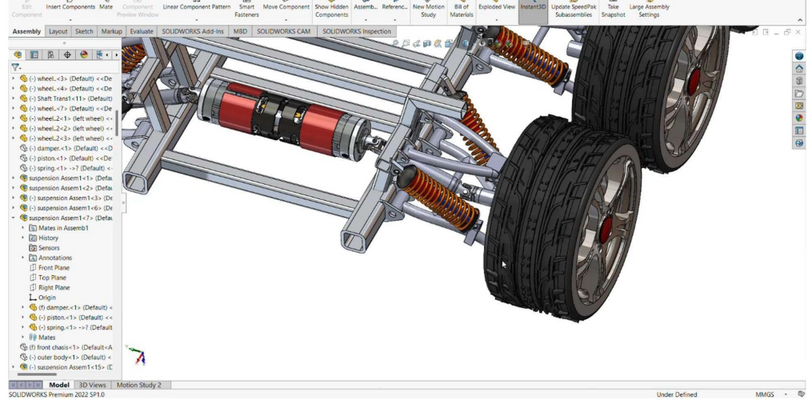 Edit Component
Insert Components
Mate
Component Preview Window
Linear Component Pattern
Smart Fasteners
Move Component
Show Hidden Components
Assemb...
Referenc...
New Motion Study
Bill of Materials
Exploded View
Instant3D
Update SpeedPak Subassemblies
Take Snapshot
Large Assembly Settings
Assembly
Layout
Sketch
Markup
Evaluate
SOLIDWORKS Add-Ins
MBD
SOLIDWORKS CAM
SOLIDWORKS Inspection
(-) wheel..<3> (Default) <<De
(-) wheel..<4> (Default) <<De
(-) Shaft Trans1<11> (Default)
(-) wheel..<7> (Default) <<De
(-) wheel..2<1> (left wheel)
(-) wheel..2<2> (left wheel)
(-) wheel..2<3> (left wheel)
(-) damper.<1> (Default) <<De
(-) piston.<1> (Default) <<De
(-) spring.<1> ->? (Default) <
suspension Assem1<1> (Default
suspension Assem1<2> (Default
suspension Assem1<3> (Default
suspension Assem1<6> (Default
suspension Assem1<7> (Default
Mates in Assemb1
History
Sensors
Annotations
Front Plane
Top Plane
Right Plane
Origin
(f) damper.<1> (Default) <
(-) piston.<1> (Default) <<
(-) spring.<1> ->? (Default
Mates
(f) front chasis<1> (Default<A
(-) outer body<1> (Default) <
(-) suspension Assem1<15> (D
Model
3D Views
Motion Study 2
SOLIDWORKS Premium 2022 SP1.0
Under Defined
MMGS